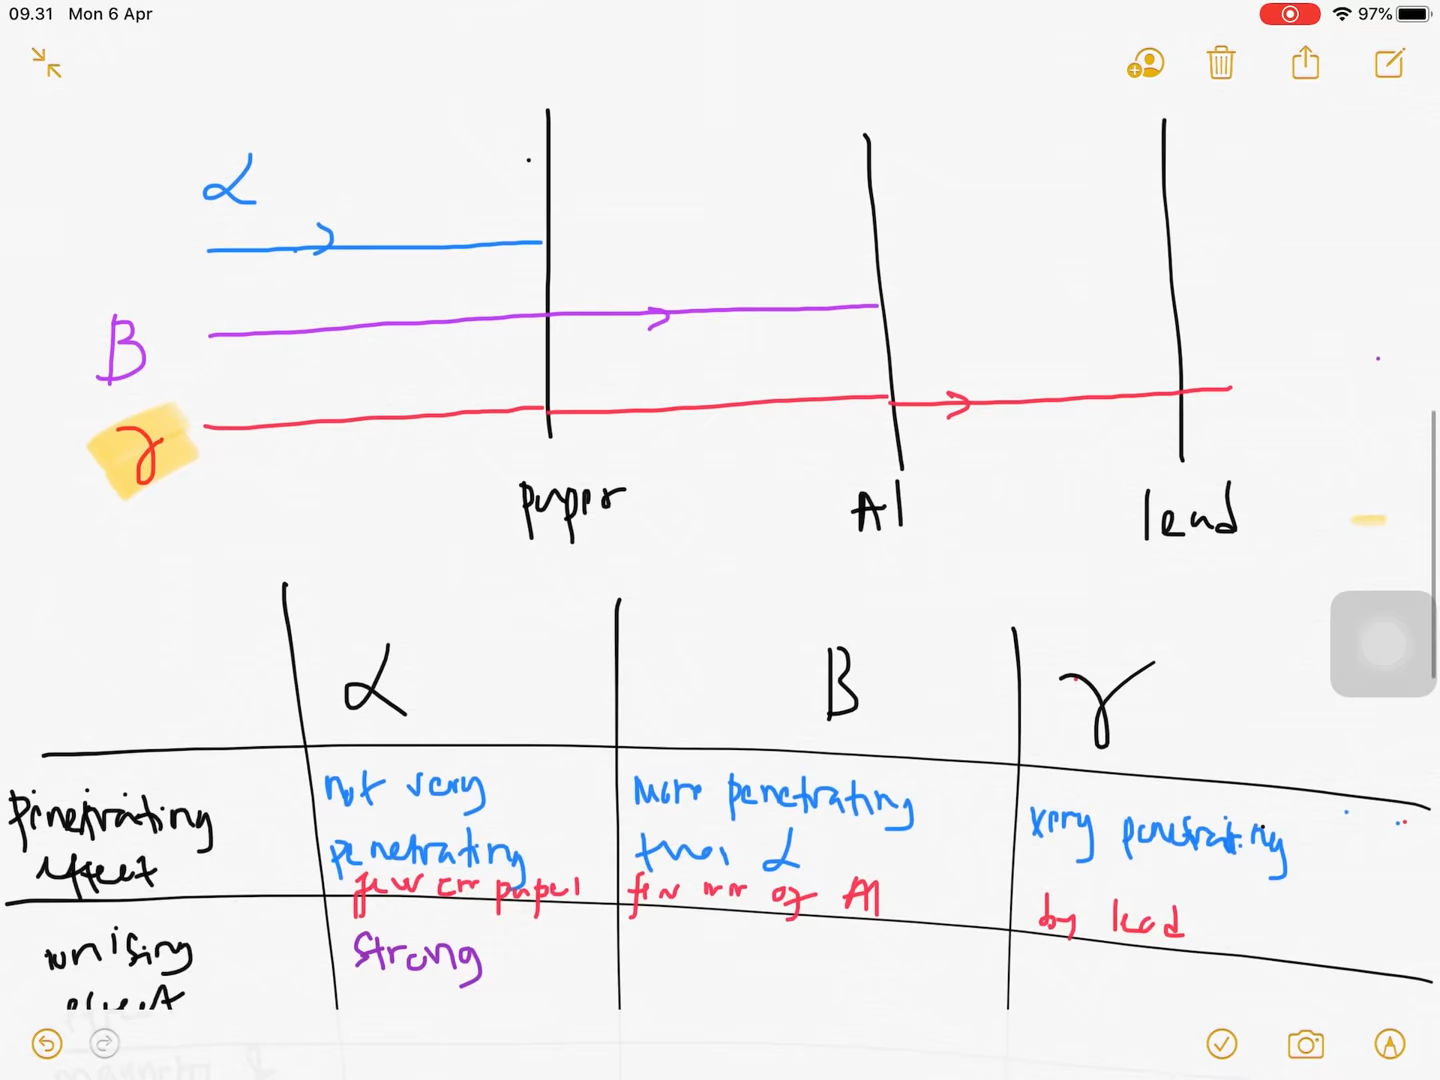 09.31 Mon 6 Apr
97%
α
B
γ
paper
Al
lead
α
B
γ
penetrating
effect
not very
penetrating
few cm paper
more penetrating
than α
few mm of Al
very penetrating
by lead
ionising
effect
strong